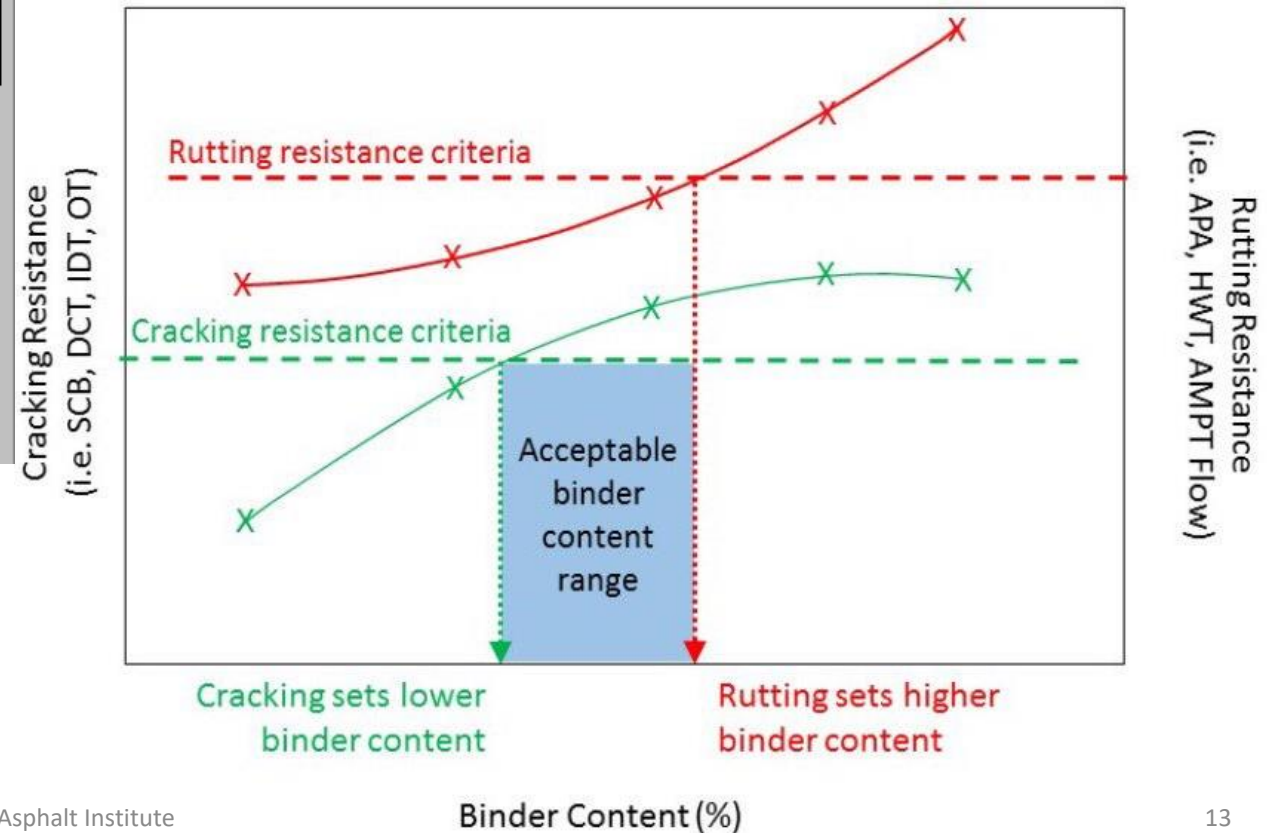 Rutting resistance criteria
Cracking resistance criteria
Cracking Resistance
(i.e. SCB, DCT, IDT, OT)
Rutting Resistance
(i.e. APA, HWT, AMPT Flow)
Acceptable
binder
content
range
Cracking sets lower
binder content
Rutting sets higher
binder content
Asphalt Institute
Binder Content (%)
13